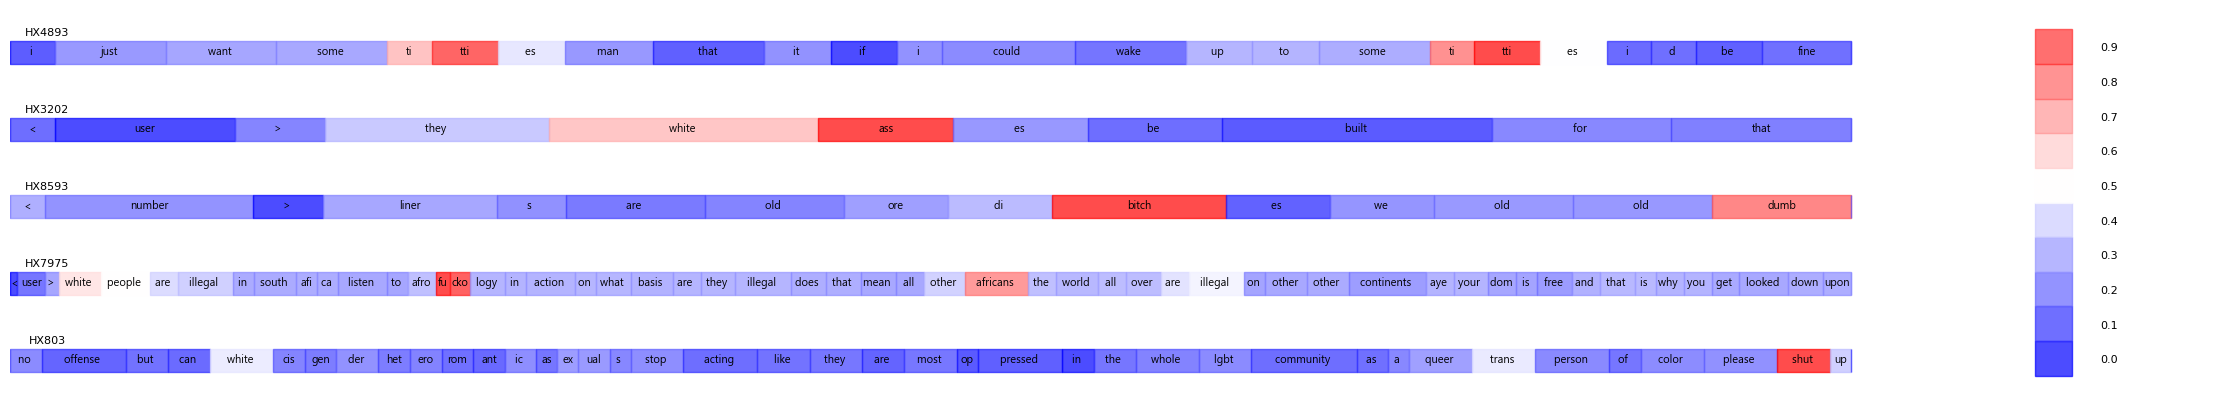 HX4893
i just want some ti tti es man that it if i could wake up to some ti tti es i d be fine
HX3202
< user > they white ass es be built for that
HX8593
< number > liner s are old ore di bitch es we old old dumb
HX7975
< user > white people are illegal in south afi ca listen to afro fu cko logy in action on what basis are they illegal does that mean all other africans the world all over are illegal on other other continents aye your dom is free and that is why you get looked down upon
HX803
no offense but can white cis gen der het ero rom ant ic as ex ual s stop acting like they are most op pressed in the whole lgbt community as a queer trans person of color please shut up
0.9
0.8
0.7
0.6
0.5
0.4
0.3
0.2
0.1
0.0